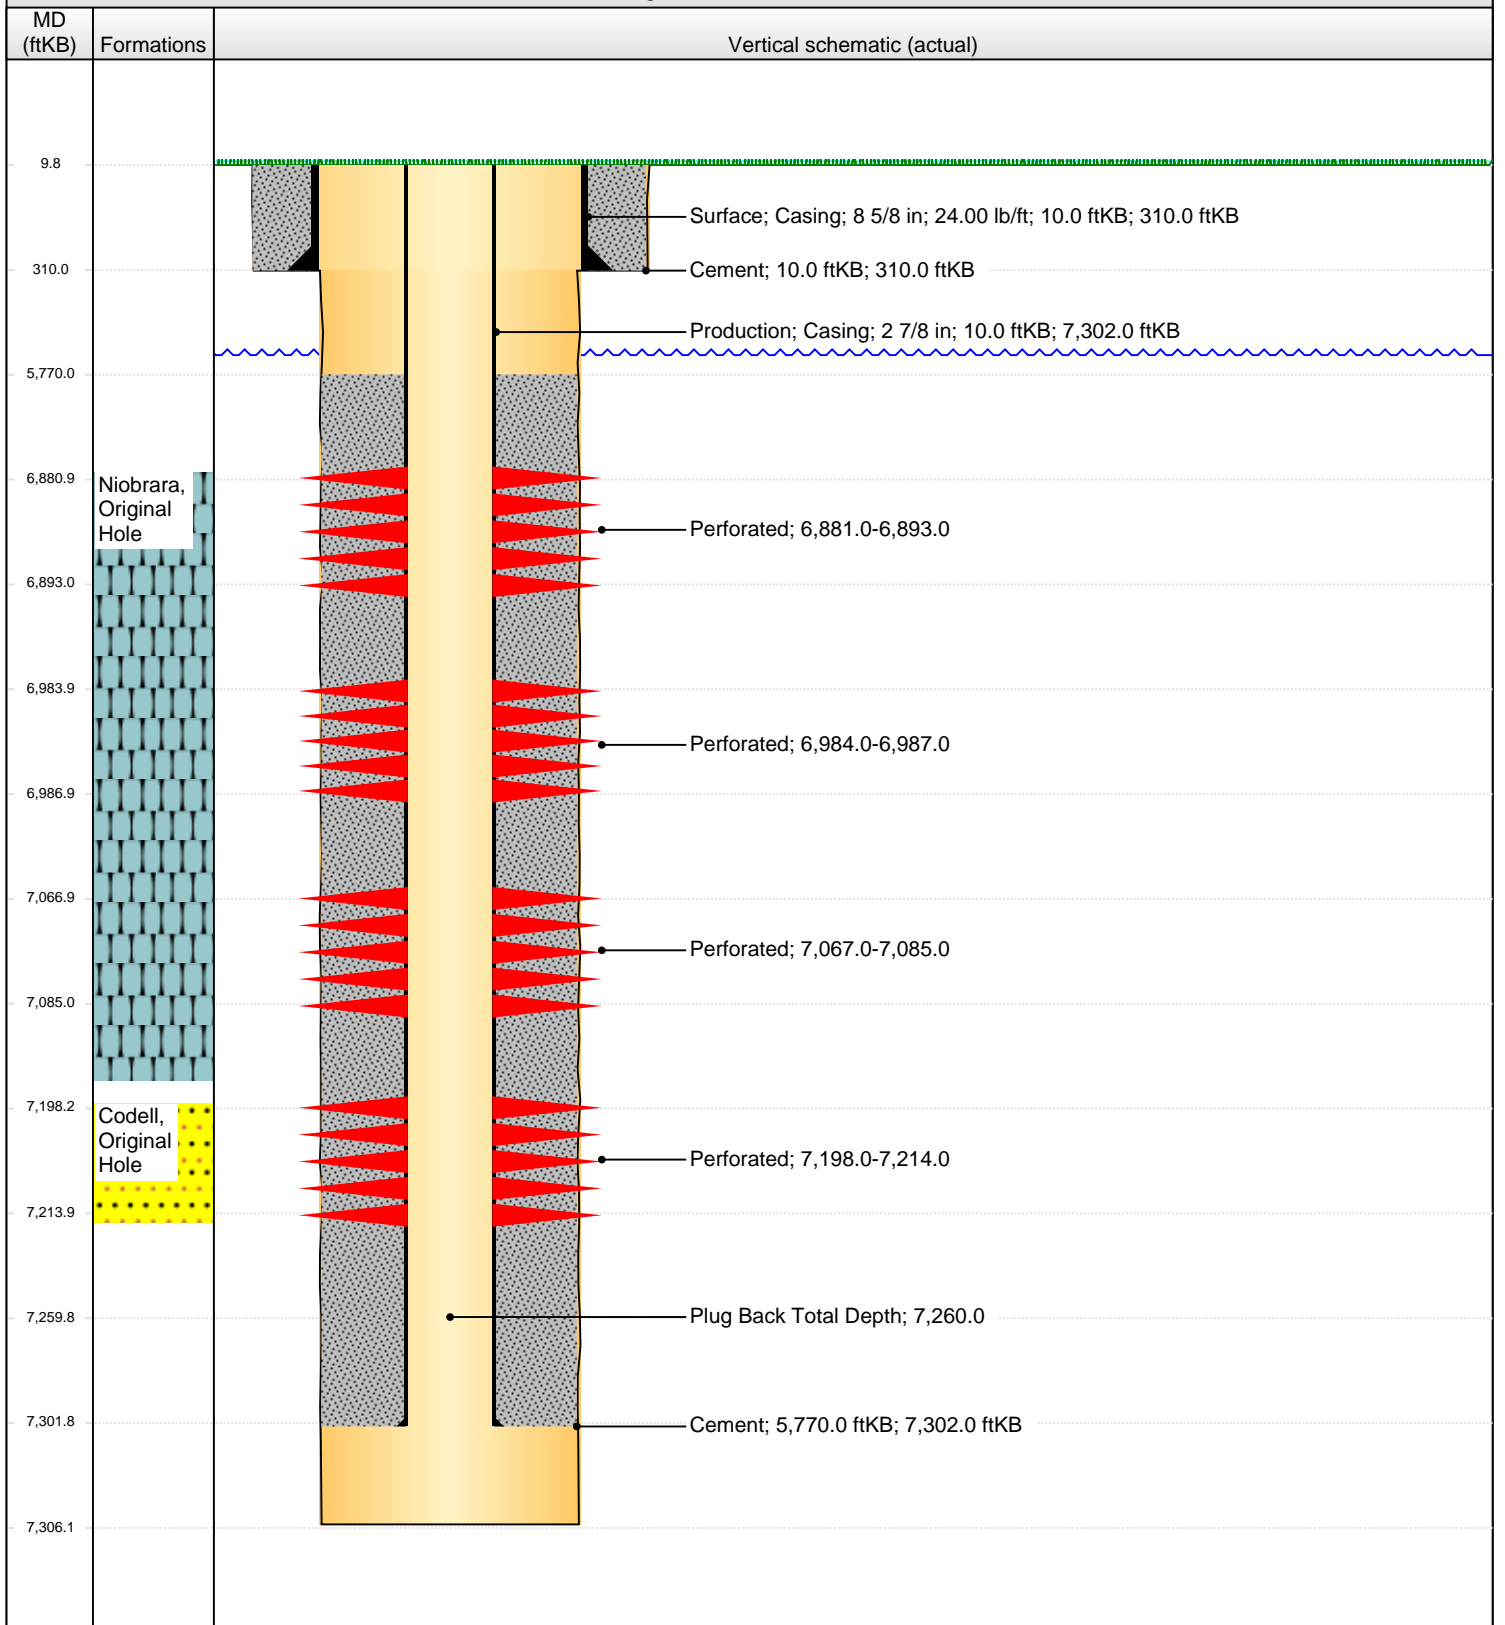 MD
(ftKB)
Formations
Vertical schematic (actual)
9.8
Surface; Casing; 8 5/8 in; 24.00 lb/ft; 10.0 ftKB; 310.0 ftKB
310.0
Cement; 10.0 ftKB; 310.0 ftKB
Production; Casing; 2 7/8 in; 10.0 ftKB; 7,302.0 ftKB
5,770.0
6,880.9
Niobrara,
Original
Hole
Perforated; 6,881.0-6,893.0
6,893.0
6,983.9
Perforated; 6,984.0-6,987.0
6,986.9
7,066.9
Perforated; 7,067.0-7,085.0
7,085.0
7,198.2
Codell,
Original
Hole
Perforated; 7,198.0-7,214.0
7,213.9
7,259.8
Plug Back Total Depth; 7,260.0
7,301.8
Cement; 5,770.0 ftKB; 7,302.0 ftKB
7,306.1